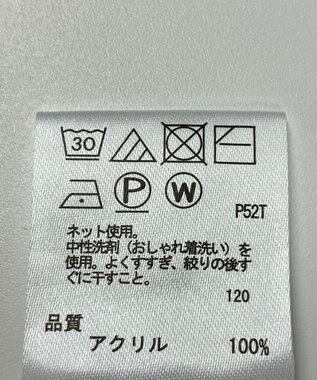 30
P W
P52T
ネット使用。
中性洗剤（おしゃれ着洗い）を
使用。よくすすぎ、絞りの後す
ぐに干すこと。
120
品質
アクリル 100%